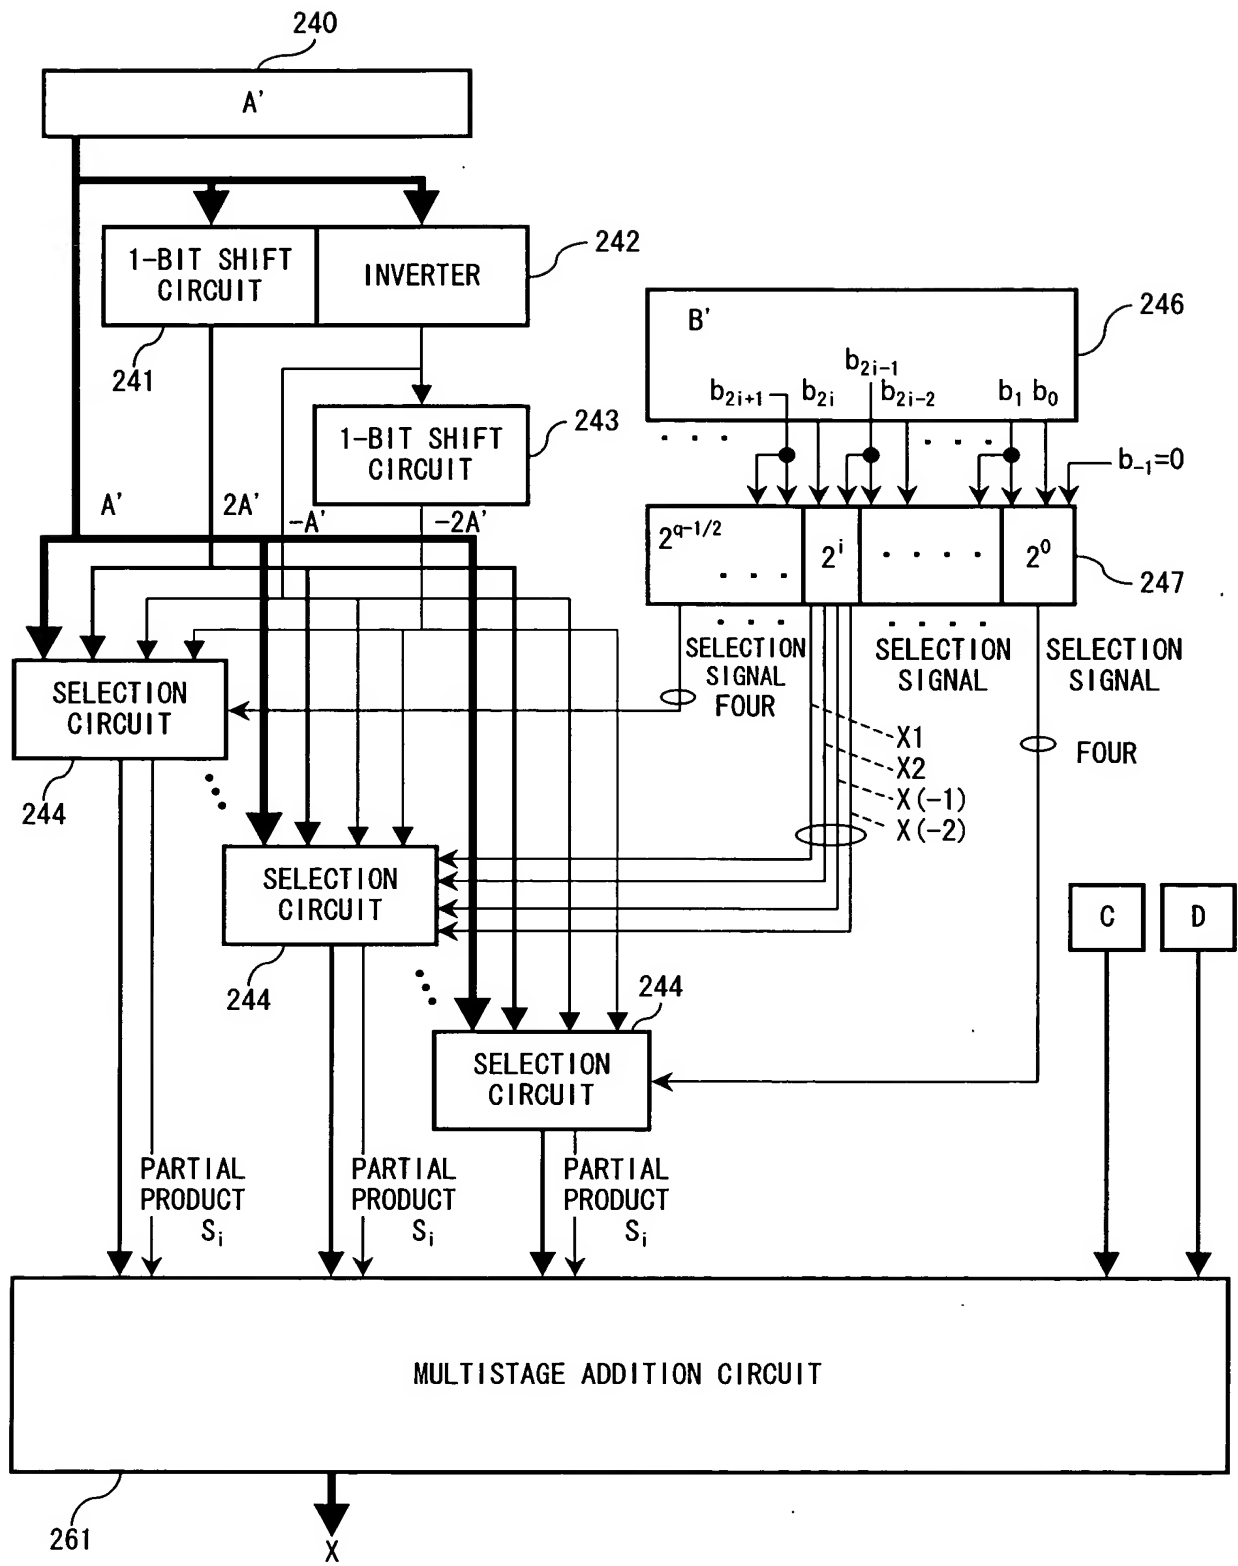 240
A'
1-BIT SHIFT
CIRCUIT
INVERTER
242
241
1-BIT SHIFT
CIRCUIT
243
B'
246
b2i+1
b2i
b2i-1
b2i-2
b1 b0
. . .
. . . .
b-1=0
A'
2A'
-A'
-2A'
2q-1/2
. . .
2i
. . . .
20
247
. . .
SELECTION
SIGNAL
FOUR
. . . .
SELECTION
SIGNAL
SELECTION
SIGNAL
FOUR
SELECTION
CIRCUIT
244
X1
X2
X(-1)
X(-2)
SELECTION
CIRCUIT
244
C
D
244
SELECTION
CIRCUIT
PARTIAL
PRODUCT
Si
PARTIAL
PRODUCT
Si
PARTIAL
PRODUCT
Si
MULTISTAGE ADDITION CIRCUIT
261
X